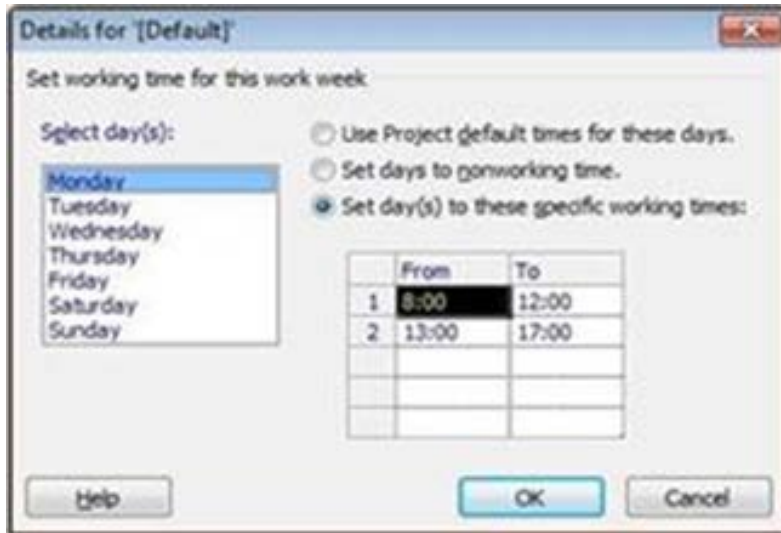 Details for '[Default]'
Set working time for this work week
Select day(s):
Use Project default times for these days.
Set days to nonworking time.
Set day(s) to these specific working times:
Monday
Tuesday
Wednesday
Thursday
Friday
Saturday
Sunday
From To
1 8:00 12:00
2 13:00 17:00
Help OK Cancel